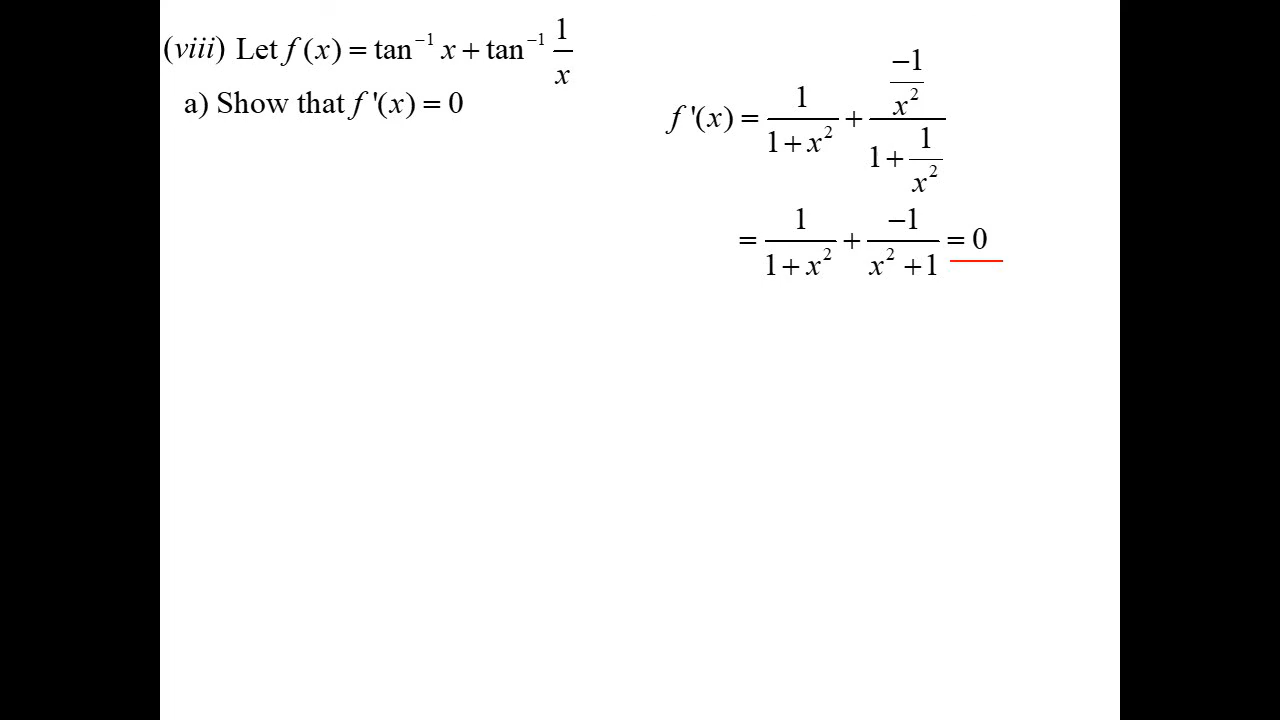 (viii) Let f(x) = tan⁻¹ x + tan⁻¹ 1/x
a) Show that f'(x) = 0
f'(x) = 1/(1 + x²) + (−1/x²)/(1 + 1/x²)
= 1/(1 + x²) + −1/(x² + 1) = 0